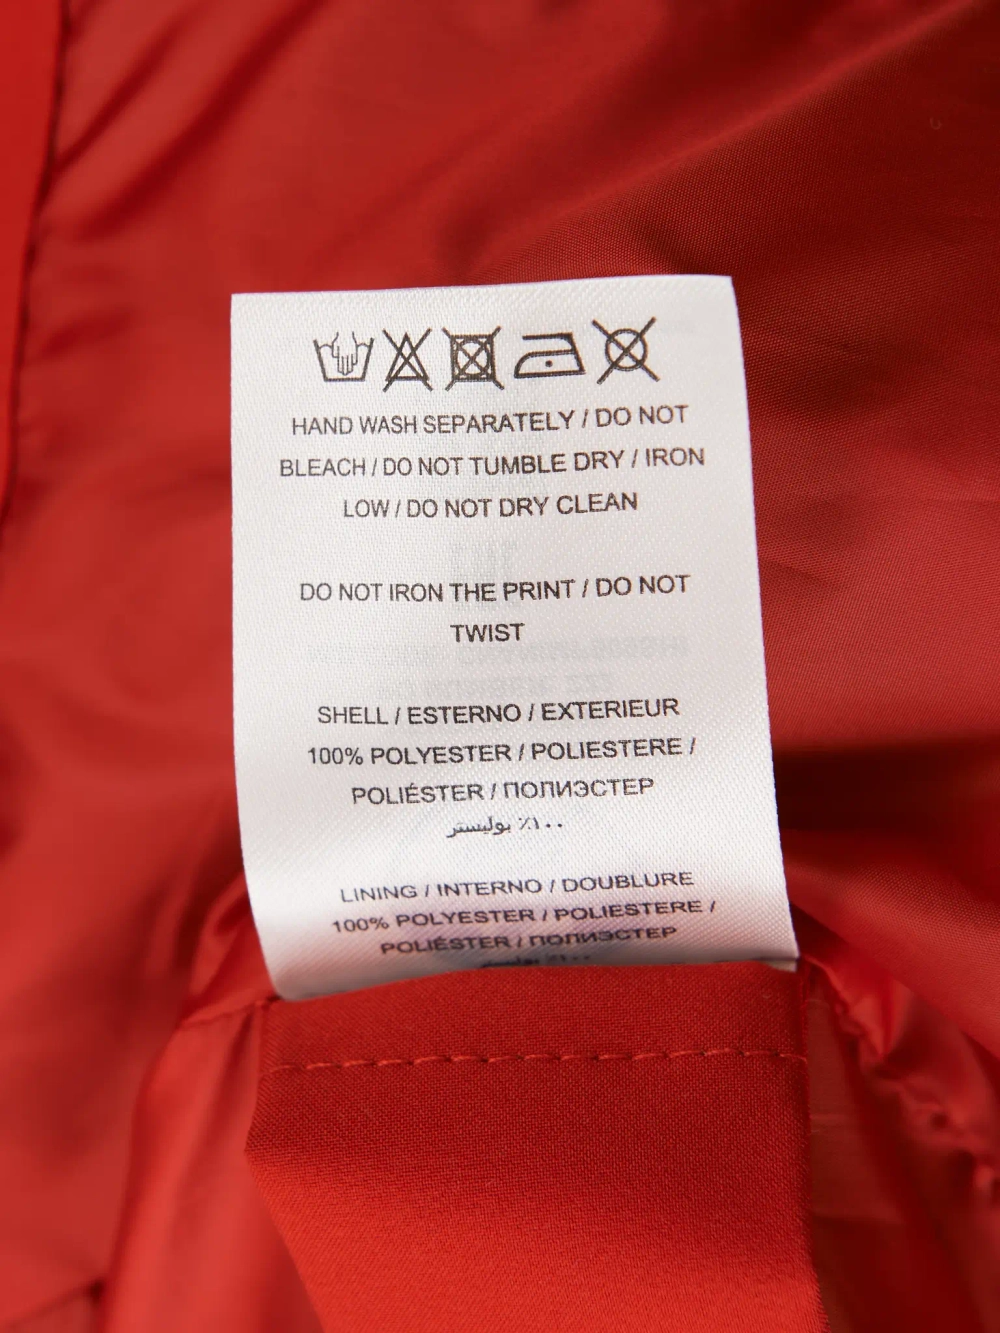 HAND WASH SEPARATELY / DO NOT
BLEACH / DO NOT TUMBLE DRY / IRON
LOW / DO NOT DRY CLEAN
DO NOT IRON THE PRINT / DO NOT
TWIST
SHELL / ESTERNO / EXTERIEUR
100% POLYESTER / POLIESTERE /
POLIÉSTER / ПОЛИЭСТЕР
١٠٠٪ بوليستر
LINING / INTERNO / DOUBLURE
100% POLYESTER / POLIESTERE /
POLIÉSTER / ПОЛИЭСТЕР